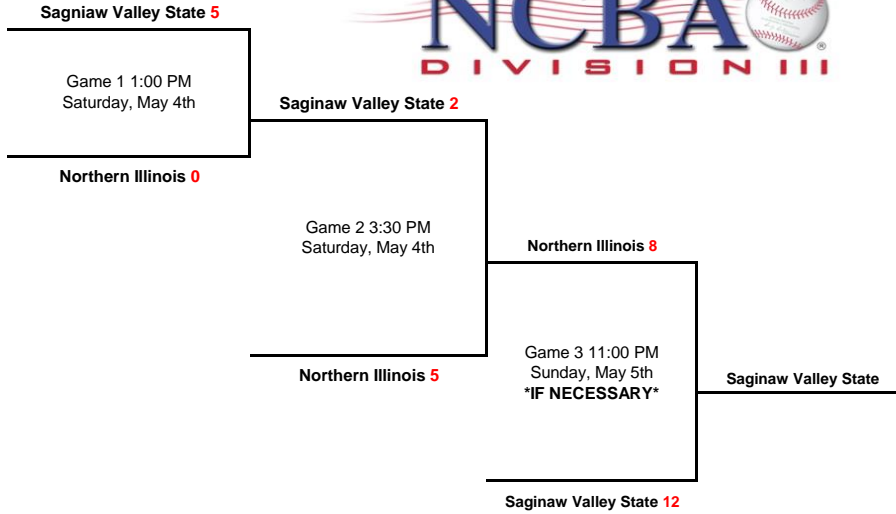 Sagniaw Valley State 5
NCBA
DIVISION III
®
Game 1 1:00 PM
Saturday, May 4th
Saginaw Valley State 2
Northern Illinois 0
Game 2 3:30 PM
Saturday, May 4th
Northern Illinois 8
Game 3 11:00 PM
Sunday, May 5th
*IF NECESSARY*
Northern Illinois 5
Saginaw Valley State
Saginaw Valley State 12